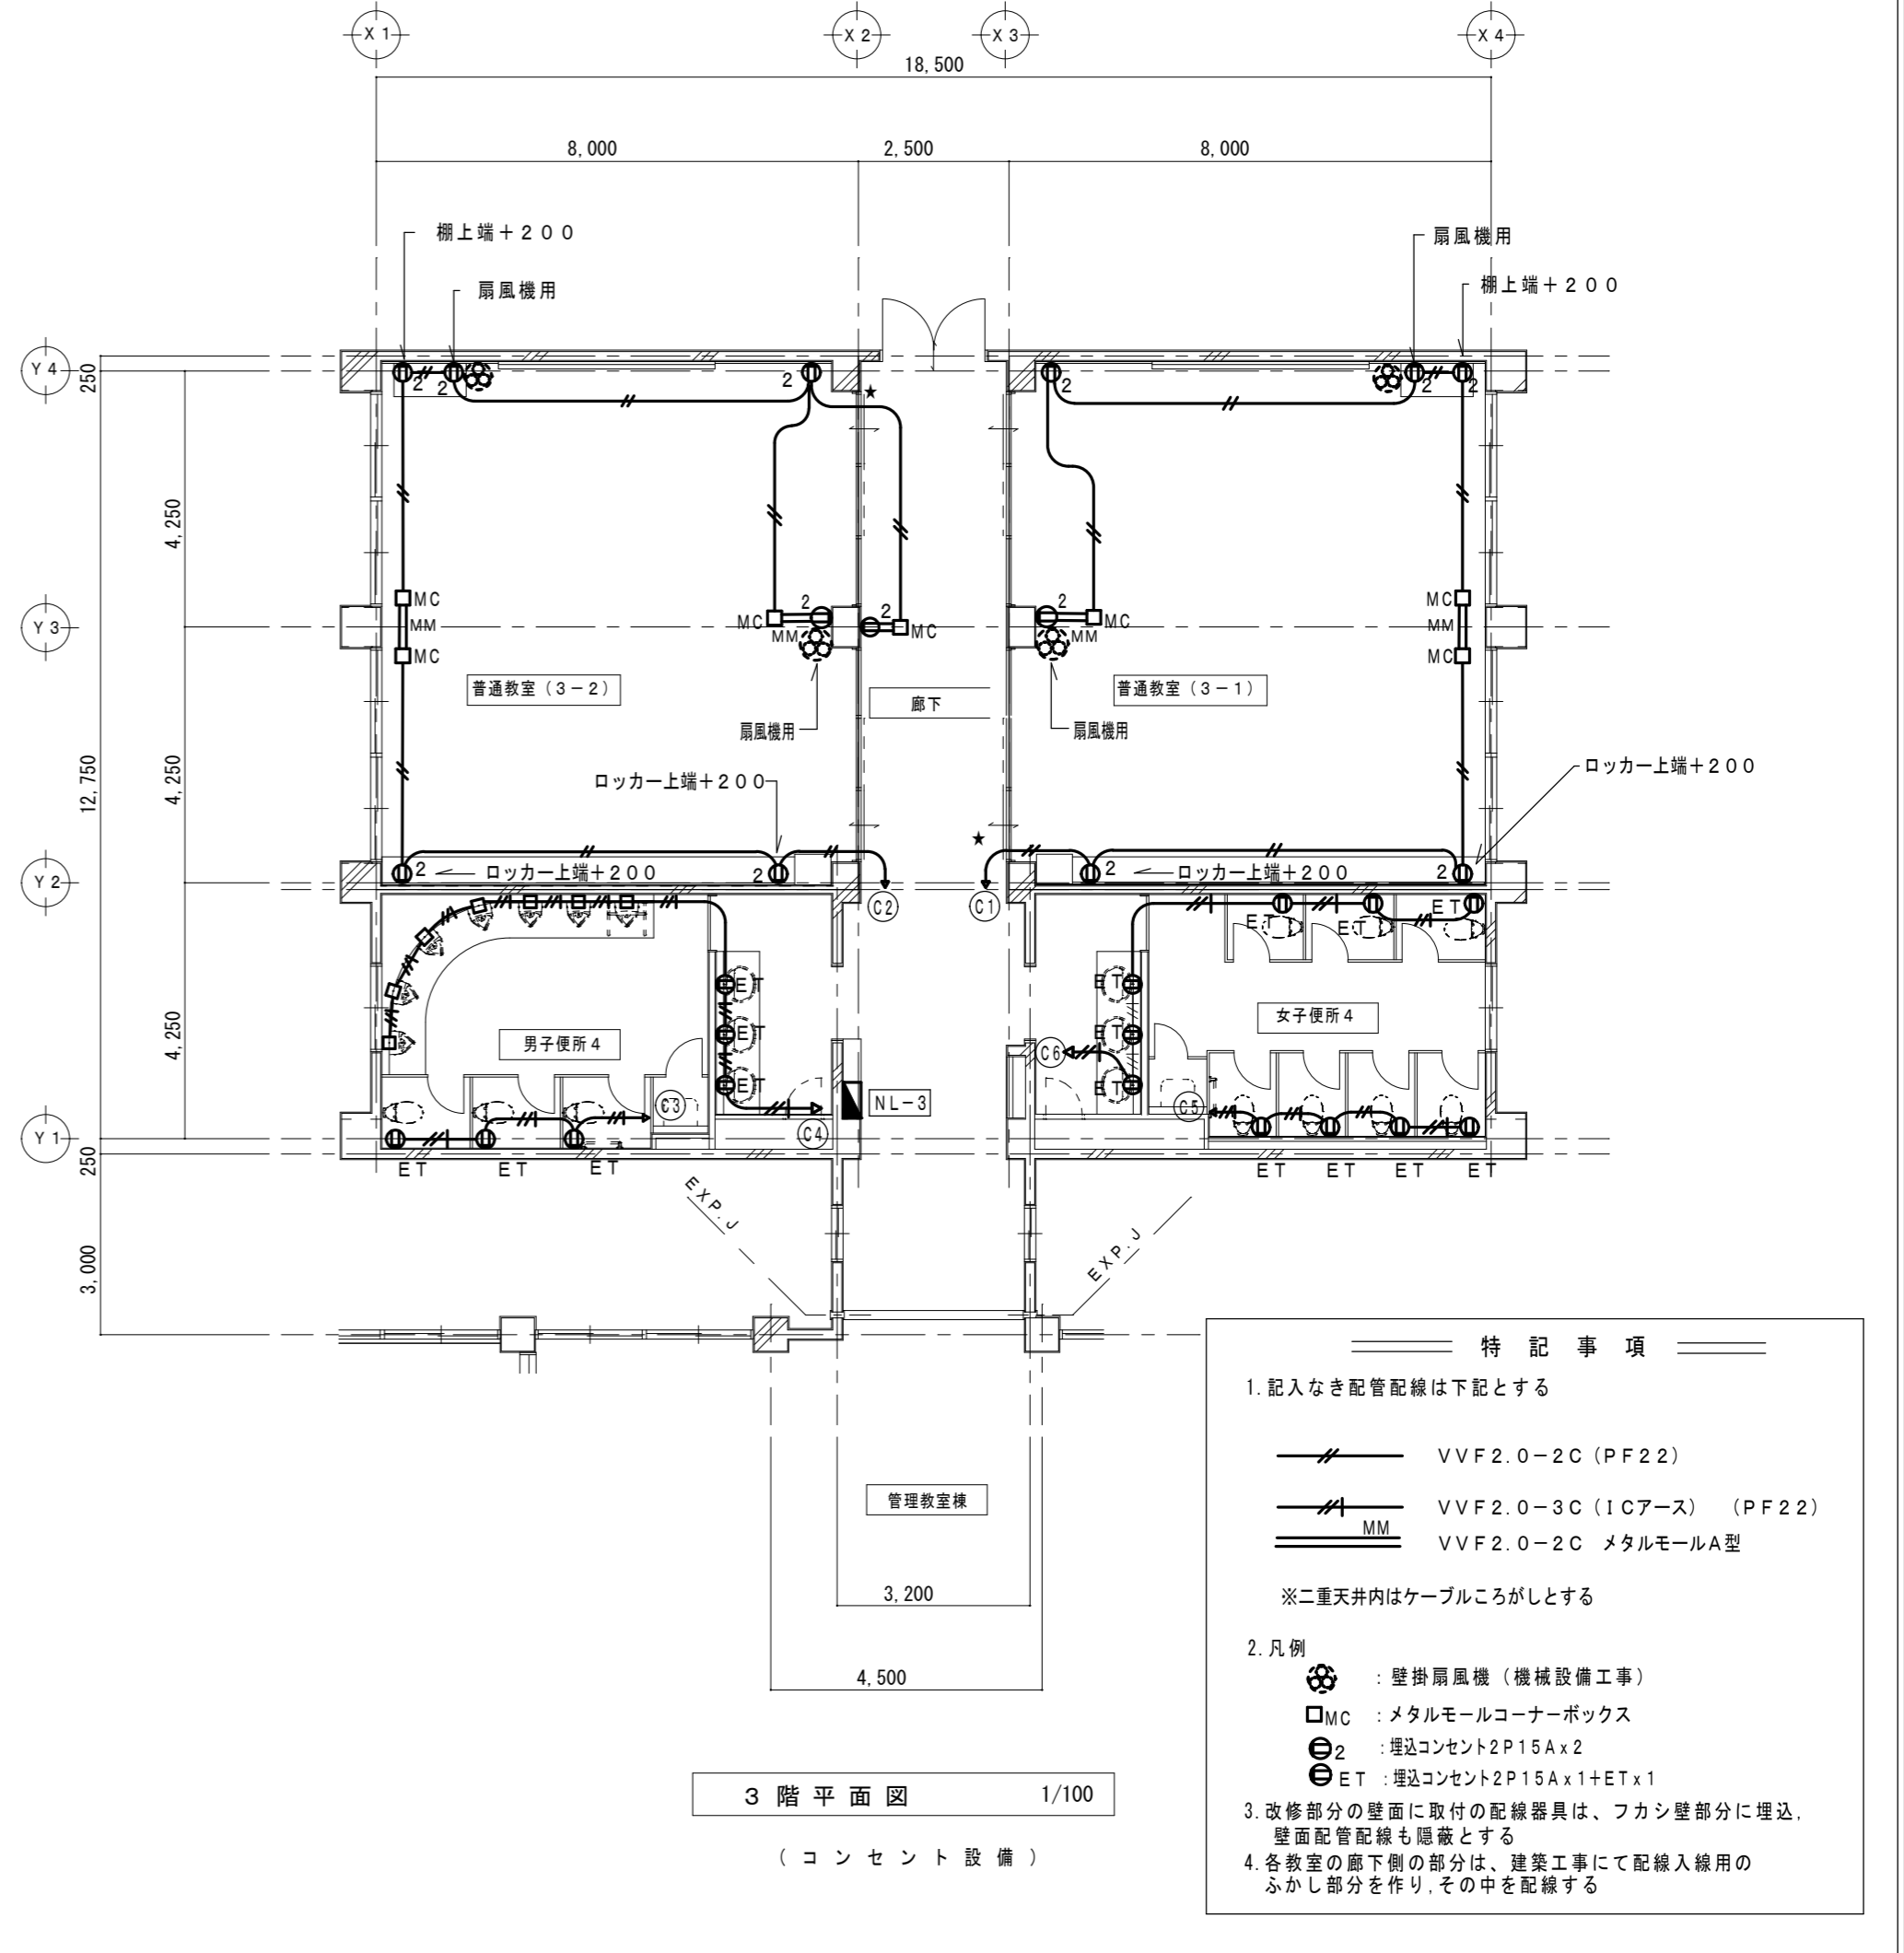 X1
X2
X3
X4
18,500
8,000
2,500
8,000
棚上端+200
扇風機用
扇風機用
棚上端+200
Y4
250
2
2
2
★
2
2
2
4,250
MC
MM
MC
2
MC
MM
2
MC
2
MC
MM
MC
MM
MC
Y3
普通教室(3-2)
廊下
普通教室(3-1)
扇風機用
扇風機用
12,750
4,250
ロッカー上端+200
ロッカー上端+200
★
Y2
2
ロッカー上端+200
2
2
ロッカー上端+200
2
C2
C1
ET
ET
ET
ET
ET
ET
ET
ET
ET
4,250
男子便所4
女子便所4
C6
C3
C4
NL-3
C5
Y1
250
ET
ET
ET
ET
ET
ET
ET
EXP.J
EXP.J
3,000
管理教室棟
3,200
4,500
3階平面図 1/100
(コンセント設備)
特記事項
1.記入なき配管配線は下記とする
VVF2.0-2C(PF22)
VVF2.0-3C(ICアース) (PF22)
MM
VVF2.0-2C メタルモールA型
※二重天井内はケーブルころがしとする
2.凡例
:壁掛扇風機(機械設備工事)
MC :メタルモールコーナーボックス
2 :埋込コンセント2P15Ax2
ET :埋込コンセント2P15Ax1+ETx1
3.改修部分の壁面に取付の配線器具は、フカシ壁部分に埋込,
壁面配管配線も隠蔽とする
4.各教室の廊下側の部分は、建築工事にて配線入線用の
ふかし部分を作り,その中を配線する